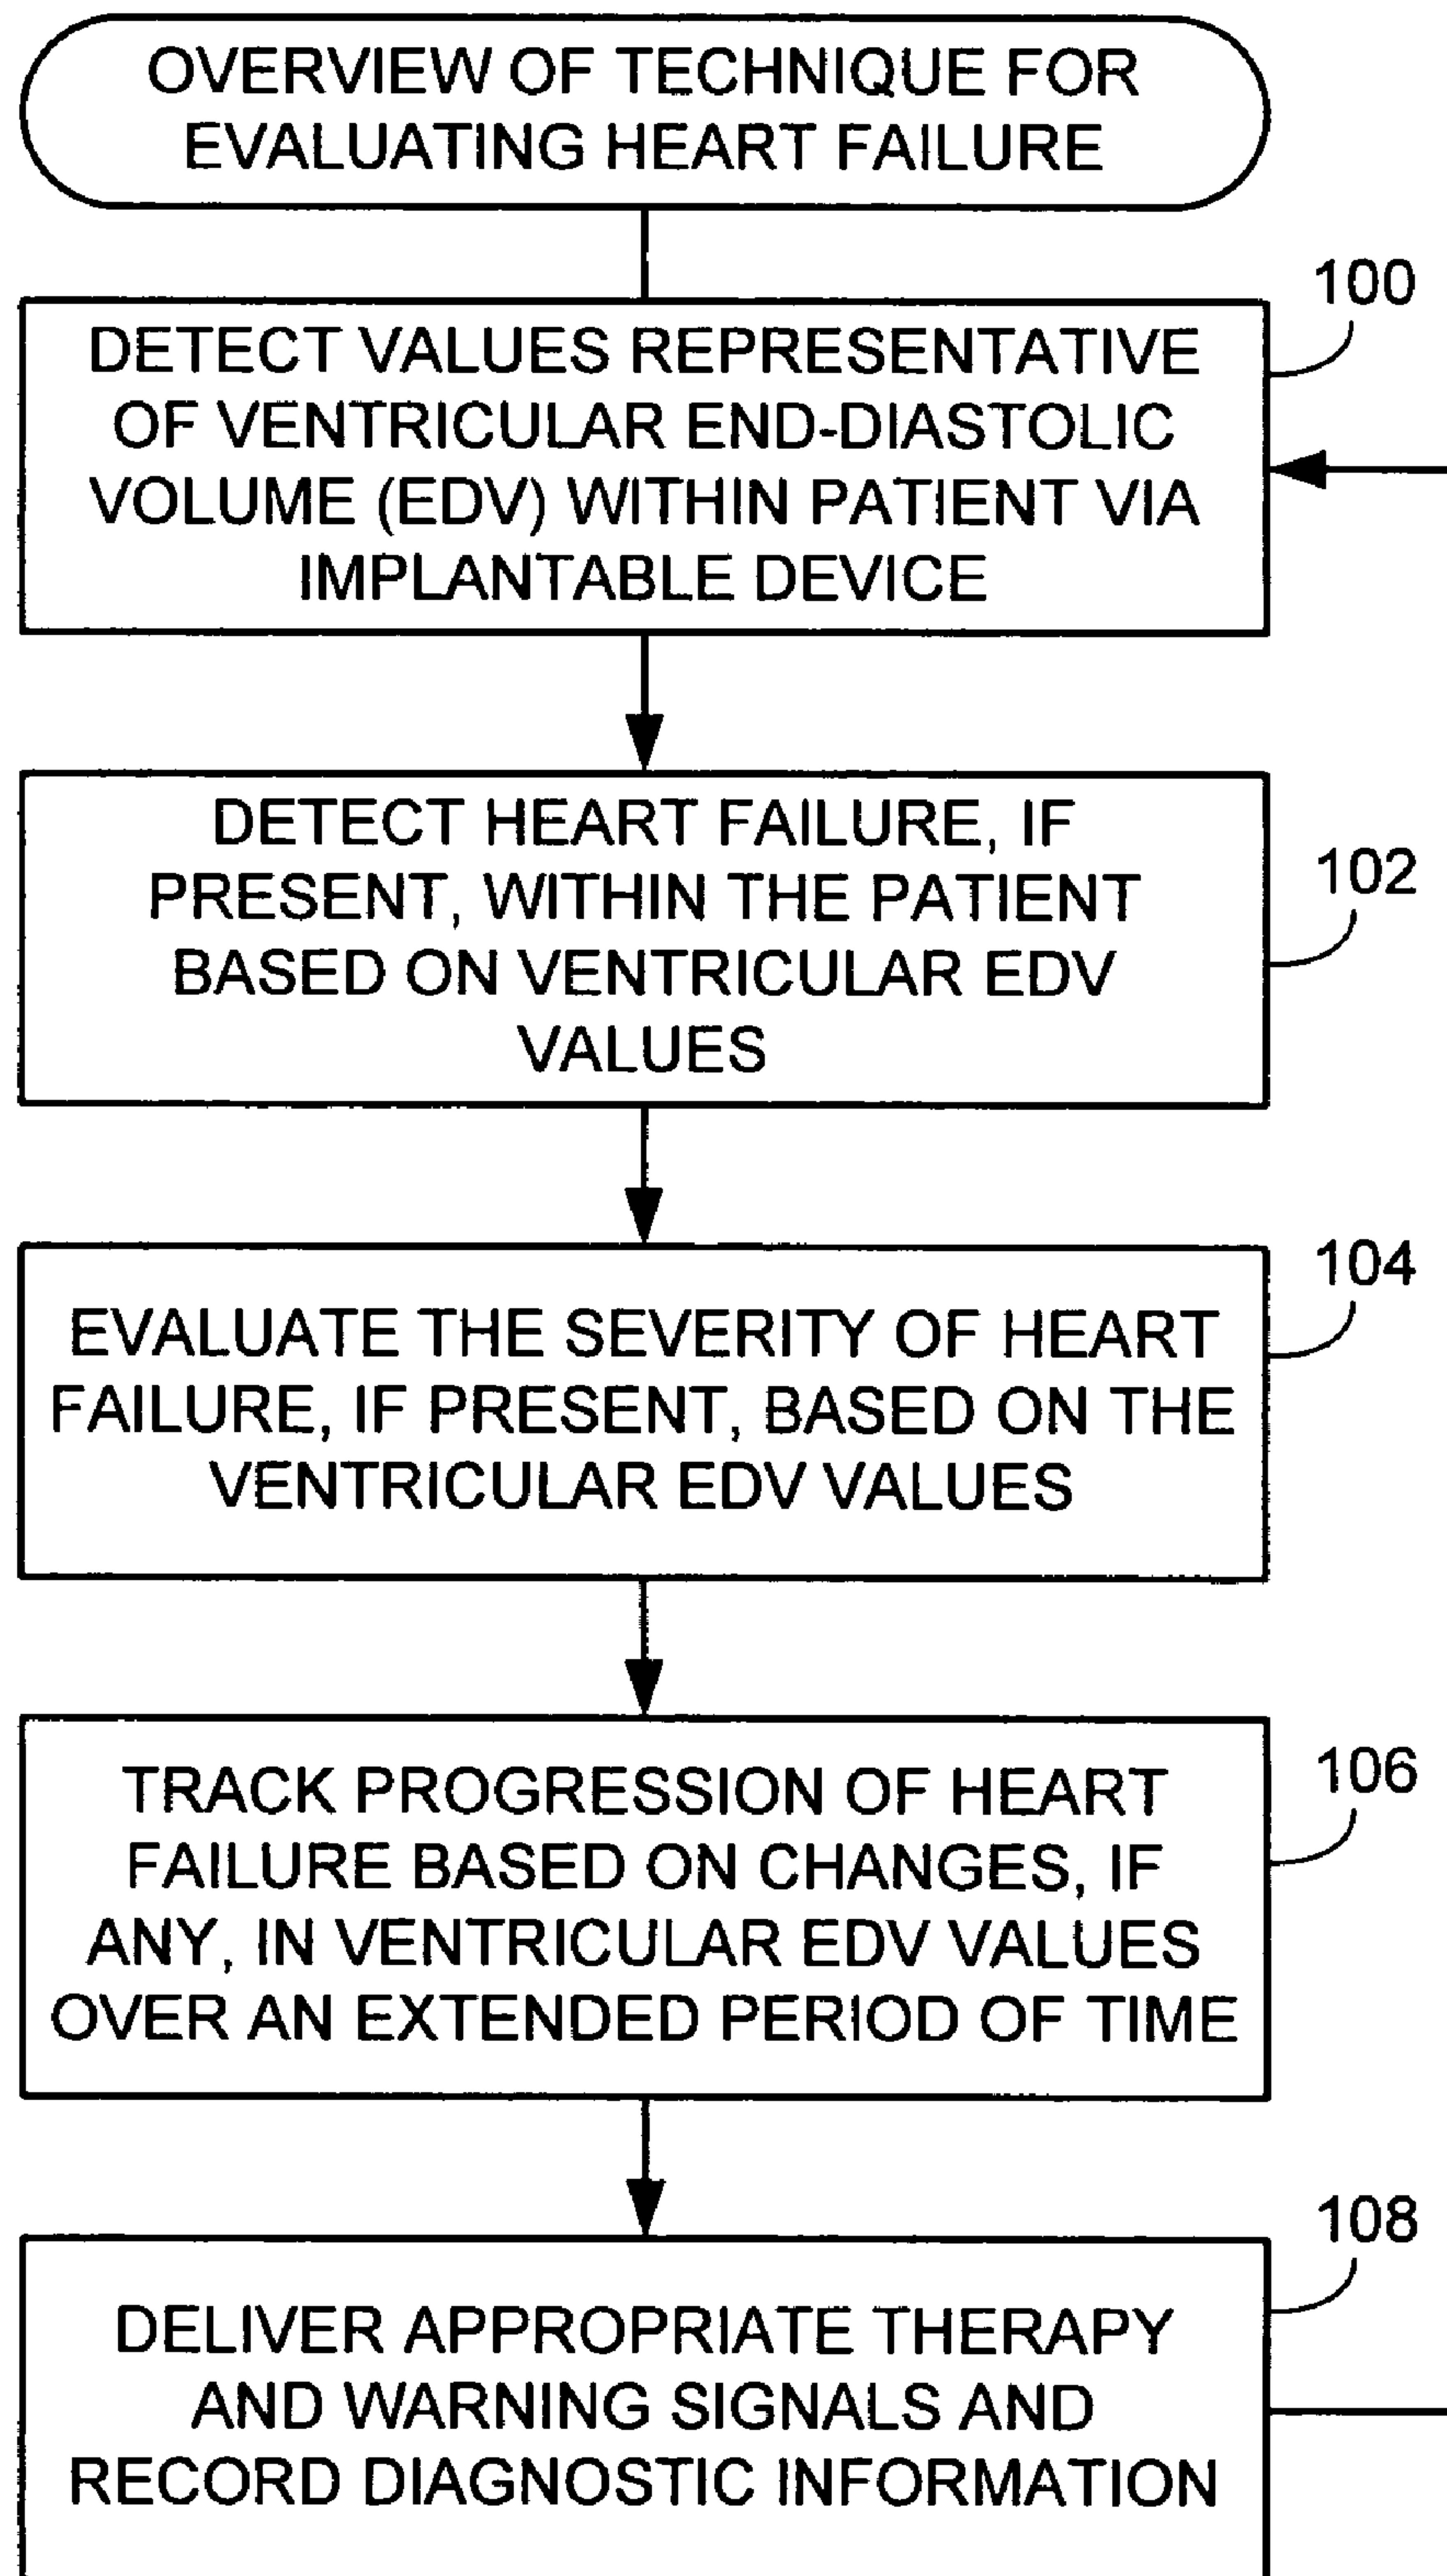 OVERVIEW OF TECHNIQUE FOR
EVALUATING HEART FAILURE
100
DETECT VALUES REPRESENTATIVE
OF VENTRICULAR END-DIASTOLIC
VOLUME (EDV) WITHIN PATIENT VIA
IMPLANTABLE DEVICE
102
DETECT HEART FAILURE, IF
PRESENT, WITHIN THE PATIENT
BASED ON VENTRICULAR EDV
VALUES
104
EVALUATE THE SEVERITY OF HEART
FAILURE, IF PRESENT, BASED ON THE
VENTRICULAR EDV VALUES
106
TRACK PROGRESSION OF HEART
FAILURE BASED ON CHANGES, IF
ANY, IN VENTRICULAR EDV VALUES
OVER AN EXTENDED PERIOD OF TIME
108
DELIVER APPROPRIATE THERAPY
AND WARNING SIGNALS AND
RECORD DIAGNOSTIC INFORMATION